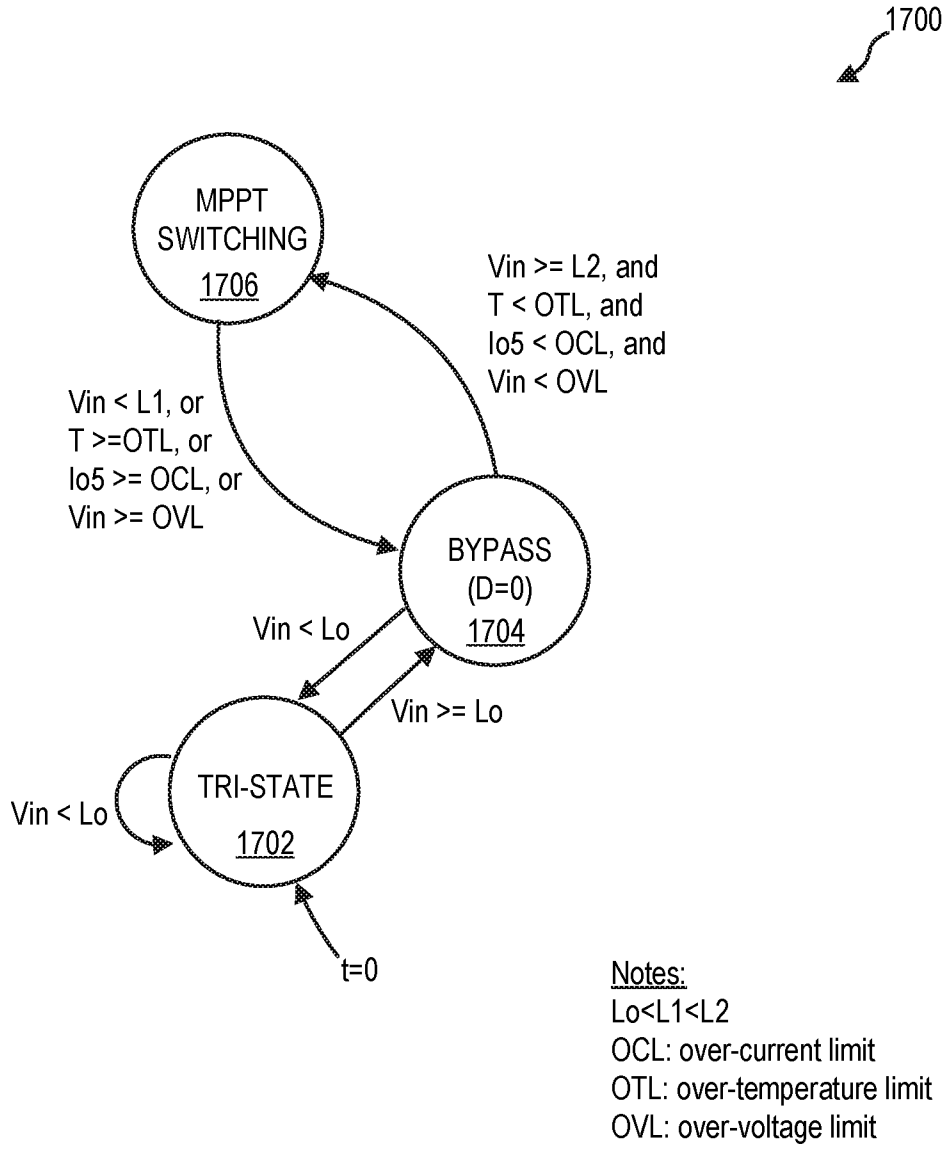 1700
MPPT
SWITCHING
1706
Vin >= L2, and
T < OTL, and
Io5 < OCL, and
Vin < OVL
Vin < L1, or
T >=OTL, or
Io5 >= OCL, or
Vin >= OVL
BYPASS
(D=0)
1704
Vin < Lo
Vin >= Lo
TRI-STATE
1702
Vin < Lo
t=0
Notes:
Lo<L1<L2
OCL: over-current limit
OTL: over-temperature limit
OVL: over-voltage limit